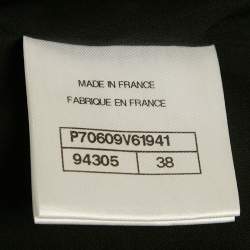 MADE IN FRANCE
FABRIQUE EN FRANCE
P70609V61941
94305 38